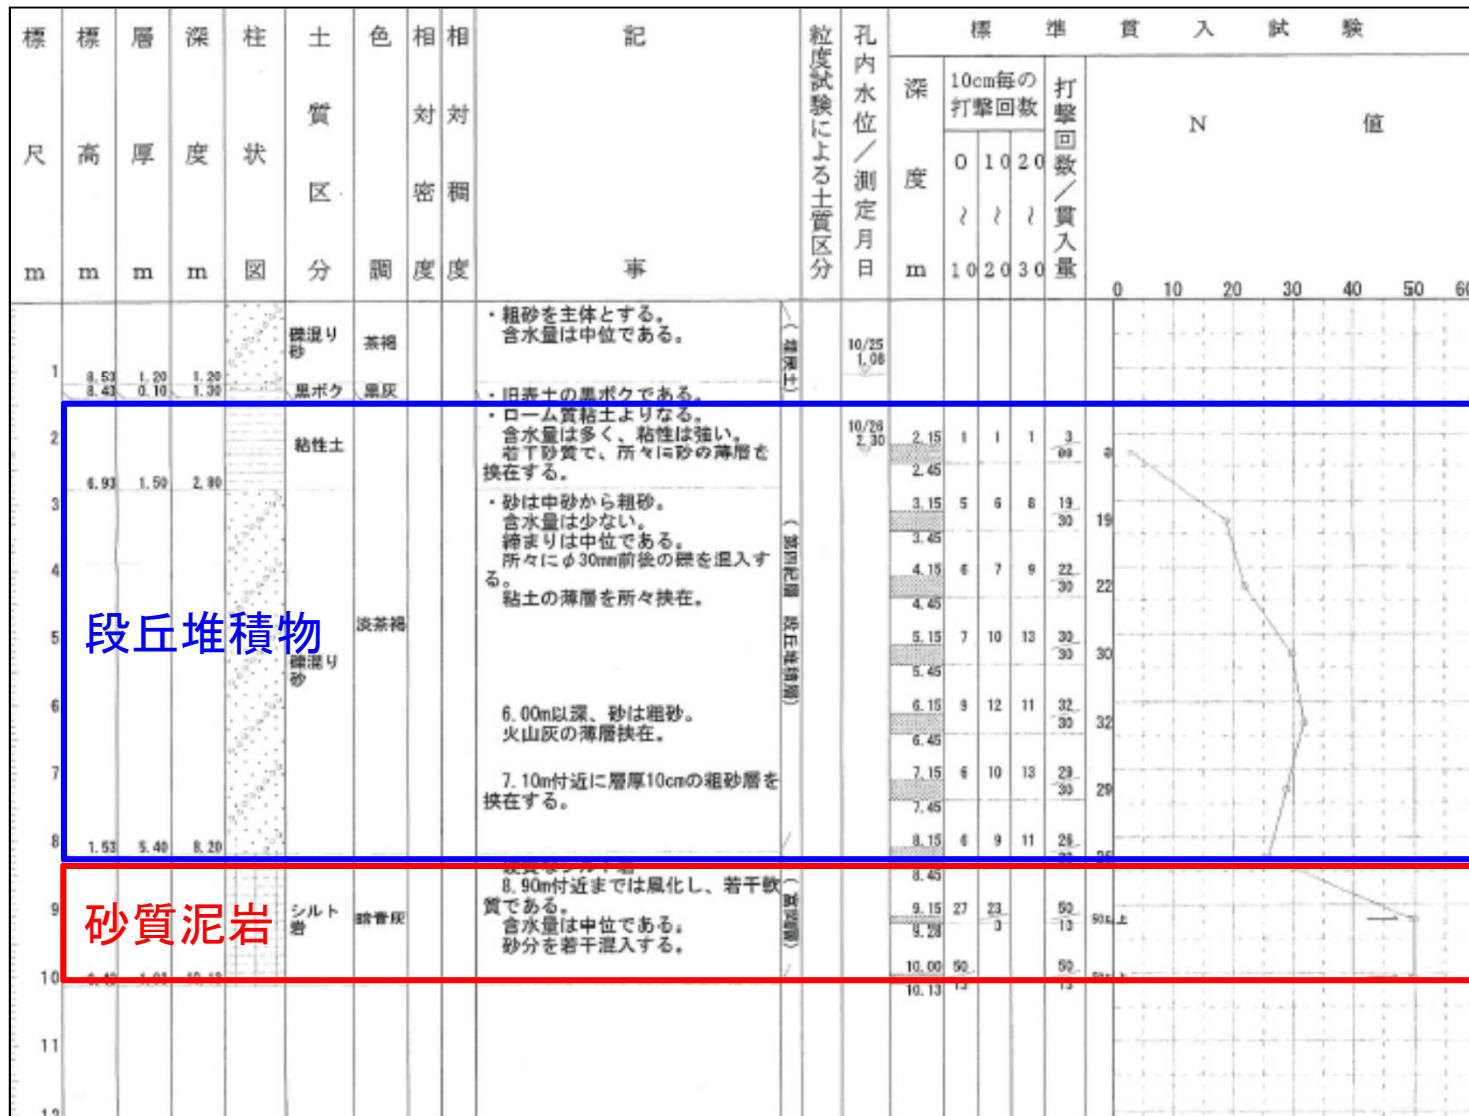 標尺 m
標高 m
層厚 m
深度 m
柱状図
土質区分
色調
相対密度
相対稠度
記事
粒度試験による土質区分
孔内水位/測定月日
標準貫入試験
深度 m
10cm毎の打撃回数
0～10 10～20 20～30
打撃回数/貫入量
N値
0 10 20 30 40 50 60
1
8.53 1.20 1.20
礫混り砂
茶褐
・粗砂を主体とする。
含水量は中位である。
10/25
1.08
8.43 0.10 1.30
黒ボク
黒灰
・旧表土の黒ボクである。
2
粘性土
・ローム質粘土よりなる。
含水量は多く、粘性は強い。
若干砂質で、所々に砂の薄層を
挟在する。
10/26
2.30
2.15 1 1 1 3
2.45
6.93 1.50 2.80
3
・砂は中砂から粗砂。
含水量は少ない。
締まりは中位である。
所々にφ30mm前後の礫を混入す
る。
粘土の薄層を所々挟在。
3.15 5 6 8 19/30 19
3.45
4
4.15 6 7 9 22/30 22
4.45
段丘堆積物
淡茶褐
礫混り砂
(第四紀層 段丘堆積層)
5
5.15 7 10 13 30/30 30
5.45
6
6.00m以深、砂は粗砂。
火山灰の薄層挟在。
6.15 9 12 11 32/30 32
6.45
7
7.10m付近に層厚10cmの粗砂層を
挟在する。
7.15 6 10 13 29/30 29
7.45
8
1.53 5.40 8.20
8.15 6 9 11 26
8.45
砂質泥岩
シルト岩
暗青灰
8.90m付近までは風化し、若干軟
質である。
含水量は中位である。
砂分を若干混入する。
(富岡層)
9
9.15 27 23/3 50/13 50以上
9.28
10
10.00 50 50
10.13 13 13
11